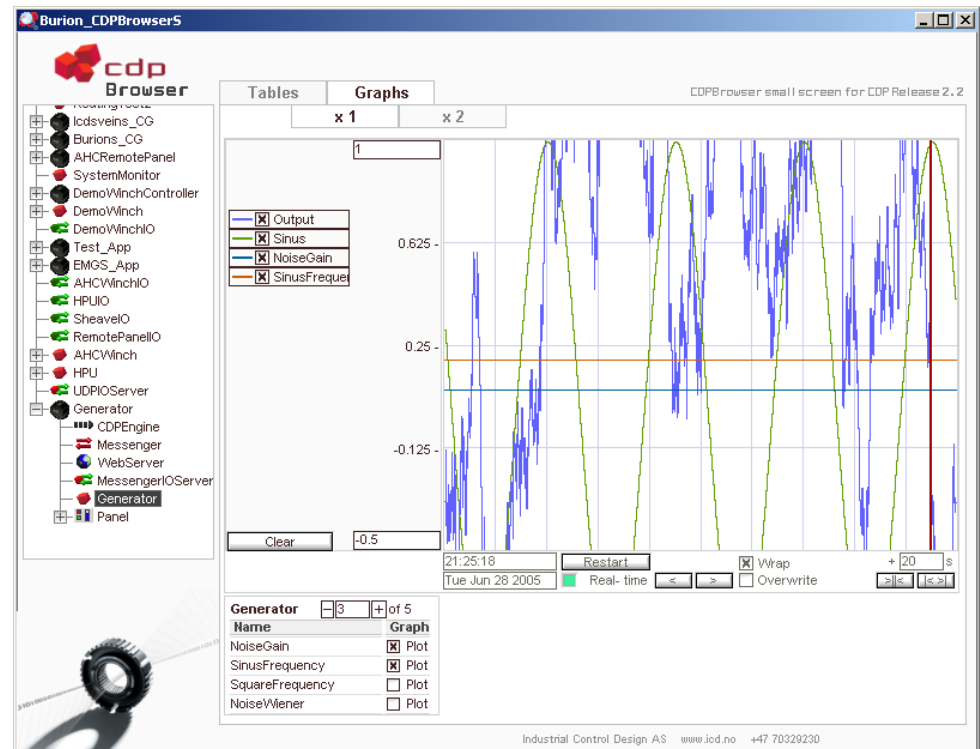 Burion_CDPBrowserS
cdp
Browser
Tables
Graphs
CDPBrowser small screen for CDP Release 2.2
x 1
x 2
RoutingTest2
Icdsveins_CG
Burions_CG
AHCRemotePanel
SystemMonitor
DemoWinchController
DemoWinch
DemoWinchIO
Test_App
EMGS_App
AHCWinchIO
HPUIO
SheaveIO
RemotePanelIO
AHCWinch
HPU
UDPIOServer
Generator
CDPEngine
Messenger
WebServer
MessengerIOServer
Generator
Panel
1
Output
Sinus
NoiseGain
SinusFrequen
0.625 -
0.25 -
-0.125 -
Clear
-0.5
21:25:18
Restart
Wrap
+ 20 s
Tue Jun 28 2005
Real- time
<
>
Overwrite
>|<
|< >|
Generator
- 3 + of 5
Name Graph
NoiseGain Plot
SinusFrequency Plot
SquareFrequency Plot
NoiseWiener Plot
Industrial Control Design AS www.icd.no +47 70329230